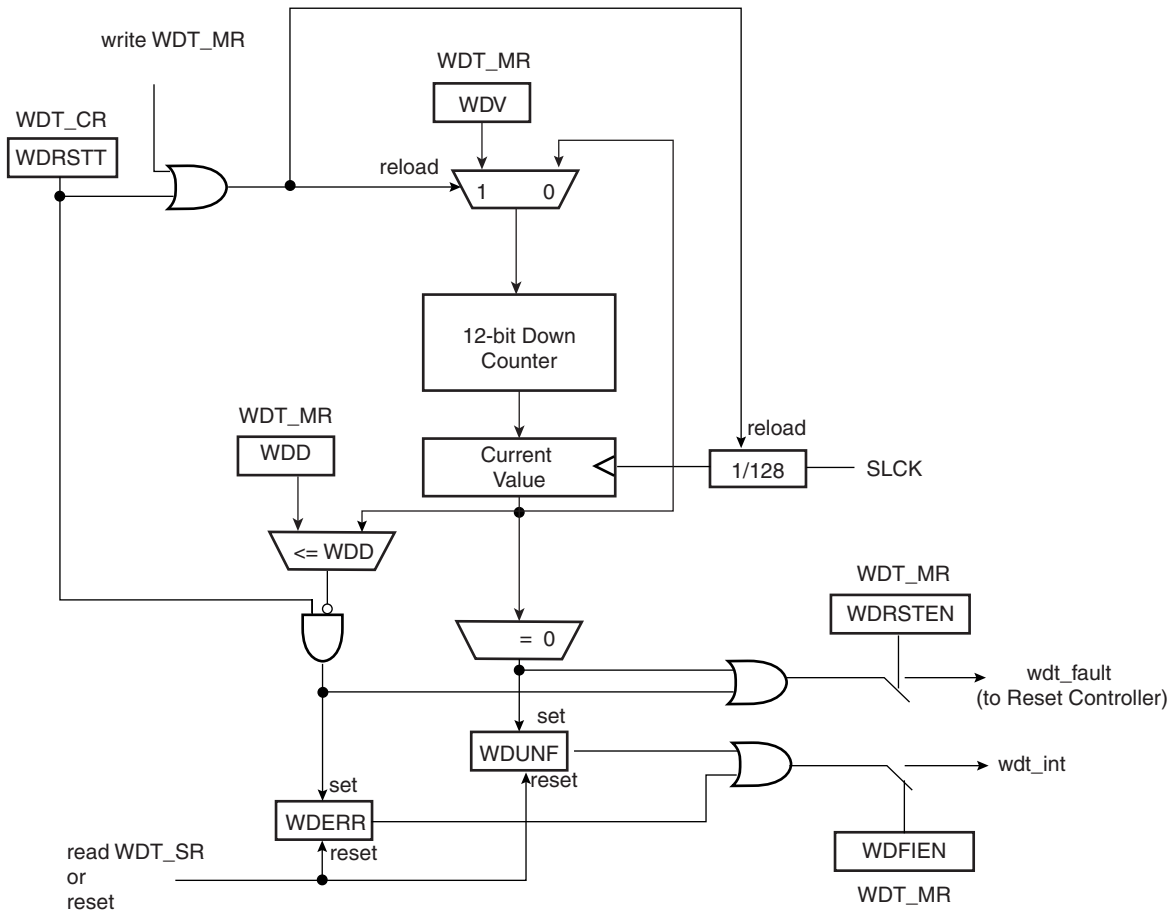 write WDT_MR
WDT_MR
WDV
WDT_CR
WDRSTT
reload
1 0
12-bit Down
Counter
WDT_MR
WDD
reload
Current
Value
1/128
SLCK
<= WDD
WDT_MR
WDRSTEN
= 0
wdt_fault
(to Reset Controller)
set
WDUNF
reset
wdt_int
set
WDERR
reset
read WDT_SR
or
reset
WDFIEN
WDT_MR